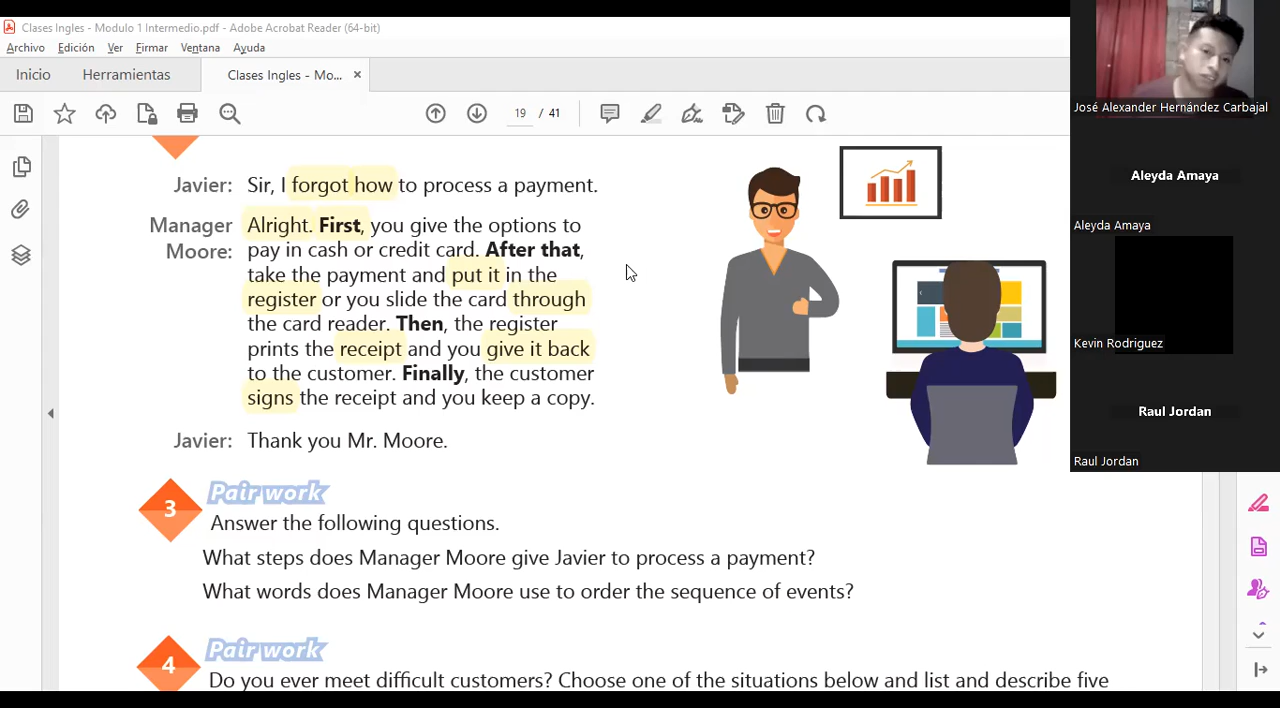 Clases Ingles - Modulo 1 Intermedio.pdf - Adobe Acrobat Reader (64-bit)
Archivo Edición Ver Firmar Ventana Ayuda
Inicio Herramientas Clases Ingles - Mo... ×
19 / 41
Javier: Sir, I forgot how to process a payment.
Manager Moore: Alright. First, you give the options to
pay in cash or credit card. After that,
take the payment and put it in the
register or you slide the card through
the card reader. Then, the register
prints the receipt and you give it back
to the customer. Finally, the customer
signs the receipt and you keep a copy.
Javier: Thank you Mr. Moore.
3 Pair work
Answer the following questions.
What steps does Manager Moore give Javier to process a payment?
What words does Manager Moore use to order the sequence of events?
4 Pair work
Do you ever meet difficult customers? Choose one of the situations below and list and describe five
José Alexander Hernández Carbajal
Aleyda Amaya
Aleyda Amaya
Kevin Rodriguez
Raul Jordan
Raul Jordan